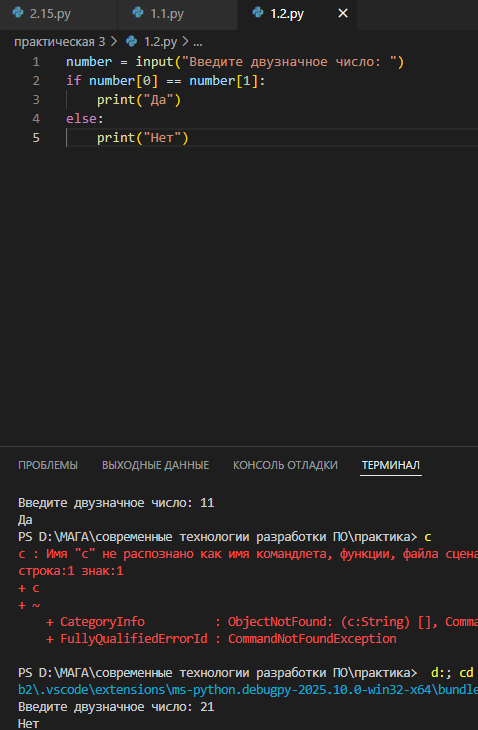 2.15.py 1.1.py 1.2.py
практическая 3 > 1.2.py > ...
1 number = input("Введите двузначное число: ")
2 if number[0] == number[1]:
3 print("Да")
4 else:
5 print("Нет")
ПРОБЛЕМЫ ВЫХОДНЫЕ ДАННЫЕ КОНСОЛЬ ОТЛАДКИ ТЕРМИНАЛ
Введите двузначное число: 11
Да
PS D:\МАГА\современные технологии разработки ПО\практика> c
c : Имя "c" не распознано как имя командлета, функции, файла сцена
строка:1 знак:1
+ c
+ ~
+ CategoryInfo : ObjectNotFound: (c:String) [], Comma
+ FullyQualifiedErrorId : CommandNotFoundException
PS D:\МАГА\современные технологии разработки ПО\практика> d:; cd
b2\.vscode\extensions\ms-python.debugpy-2025.10.0-win32-x64\bundle
Введите двузначное число: 21
Нет